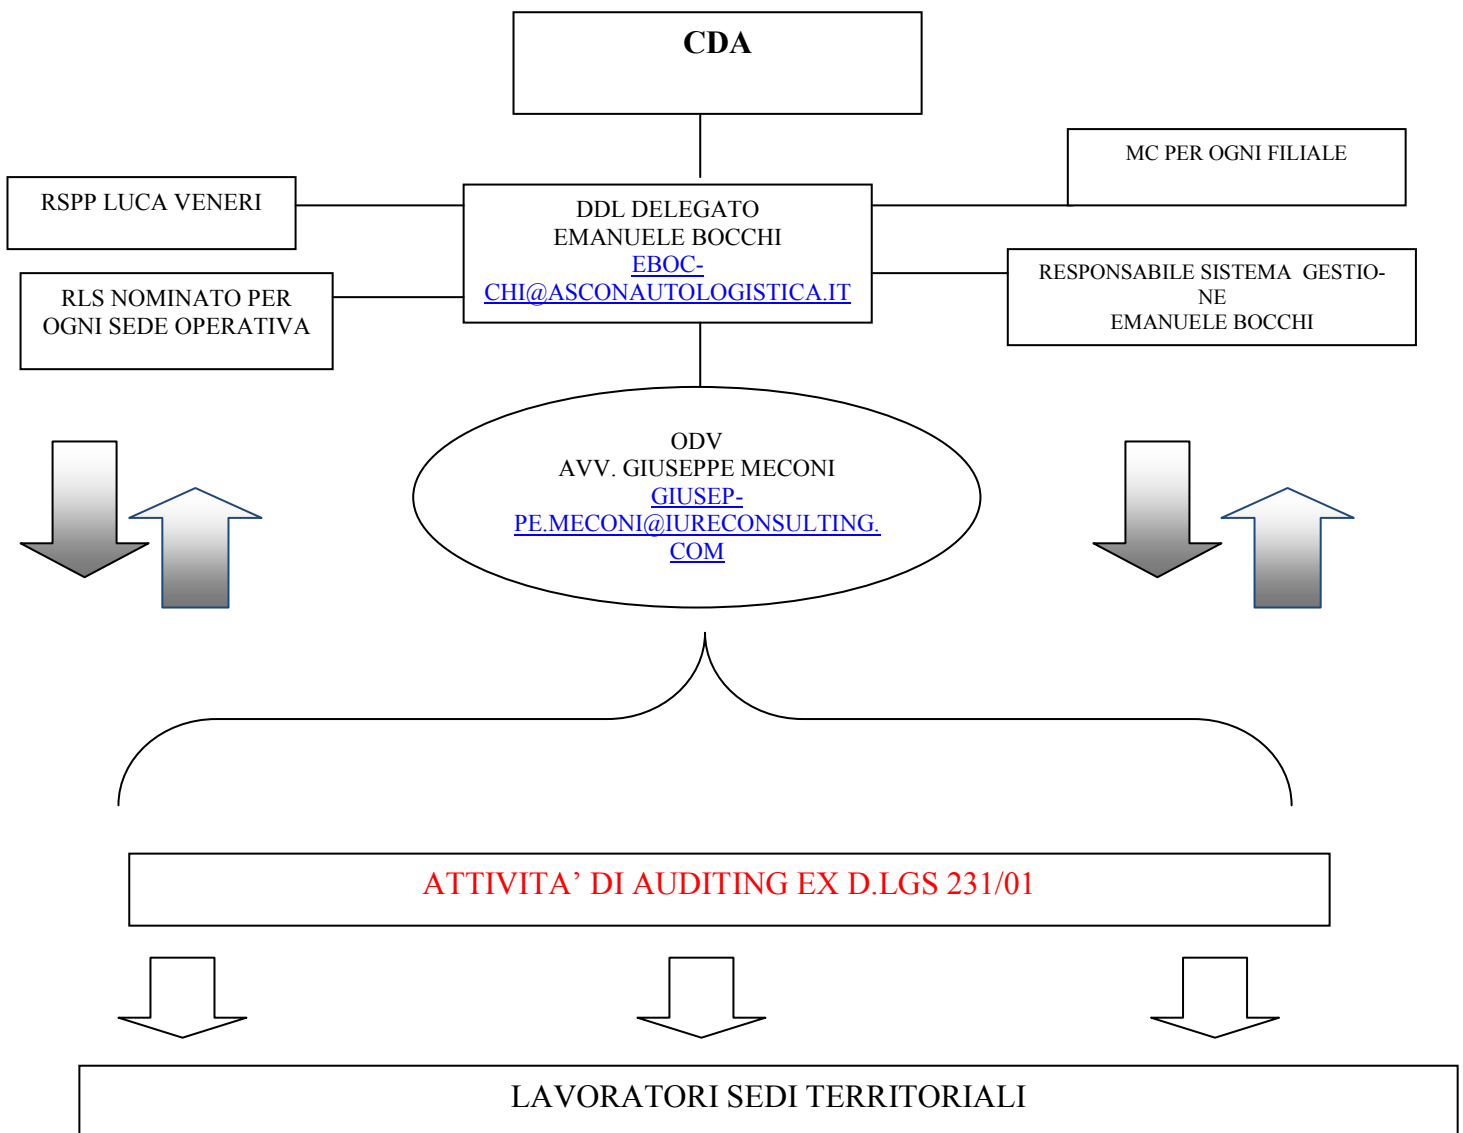 CDA
MC PER OGNI FILIALE
RSPP LUCA VENERI
DDL DELEGATO
EMANUELE BOCCHI
EBOC-
CHI@ASCONAUTOLOGISTICA.IT
RLS NOMINATO PER
OGNI SEDE OPERATIVA
RESPONSABILE SISTEMA GESTIO-
NE
EMANUELE BOCCHI
ODV
AVV. GIUSEPPE MECONI
GIUSEP-
PE.MECONI@IURECONSULTING.
COM
ATTIVITA’ DI AUDITING EX D.LGS 231/01
LAVORATORI SEDI TERRITORIALI